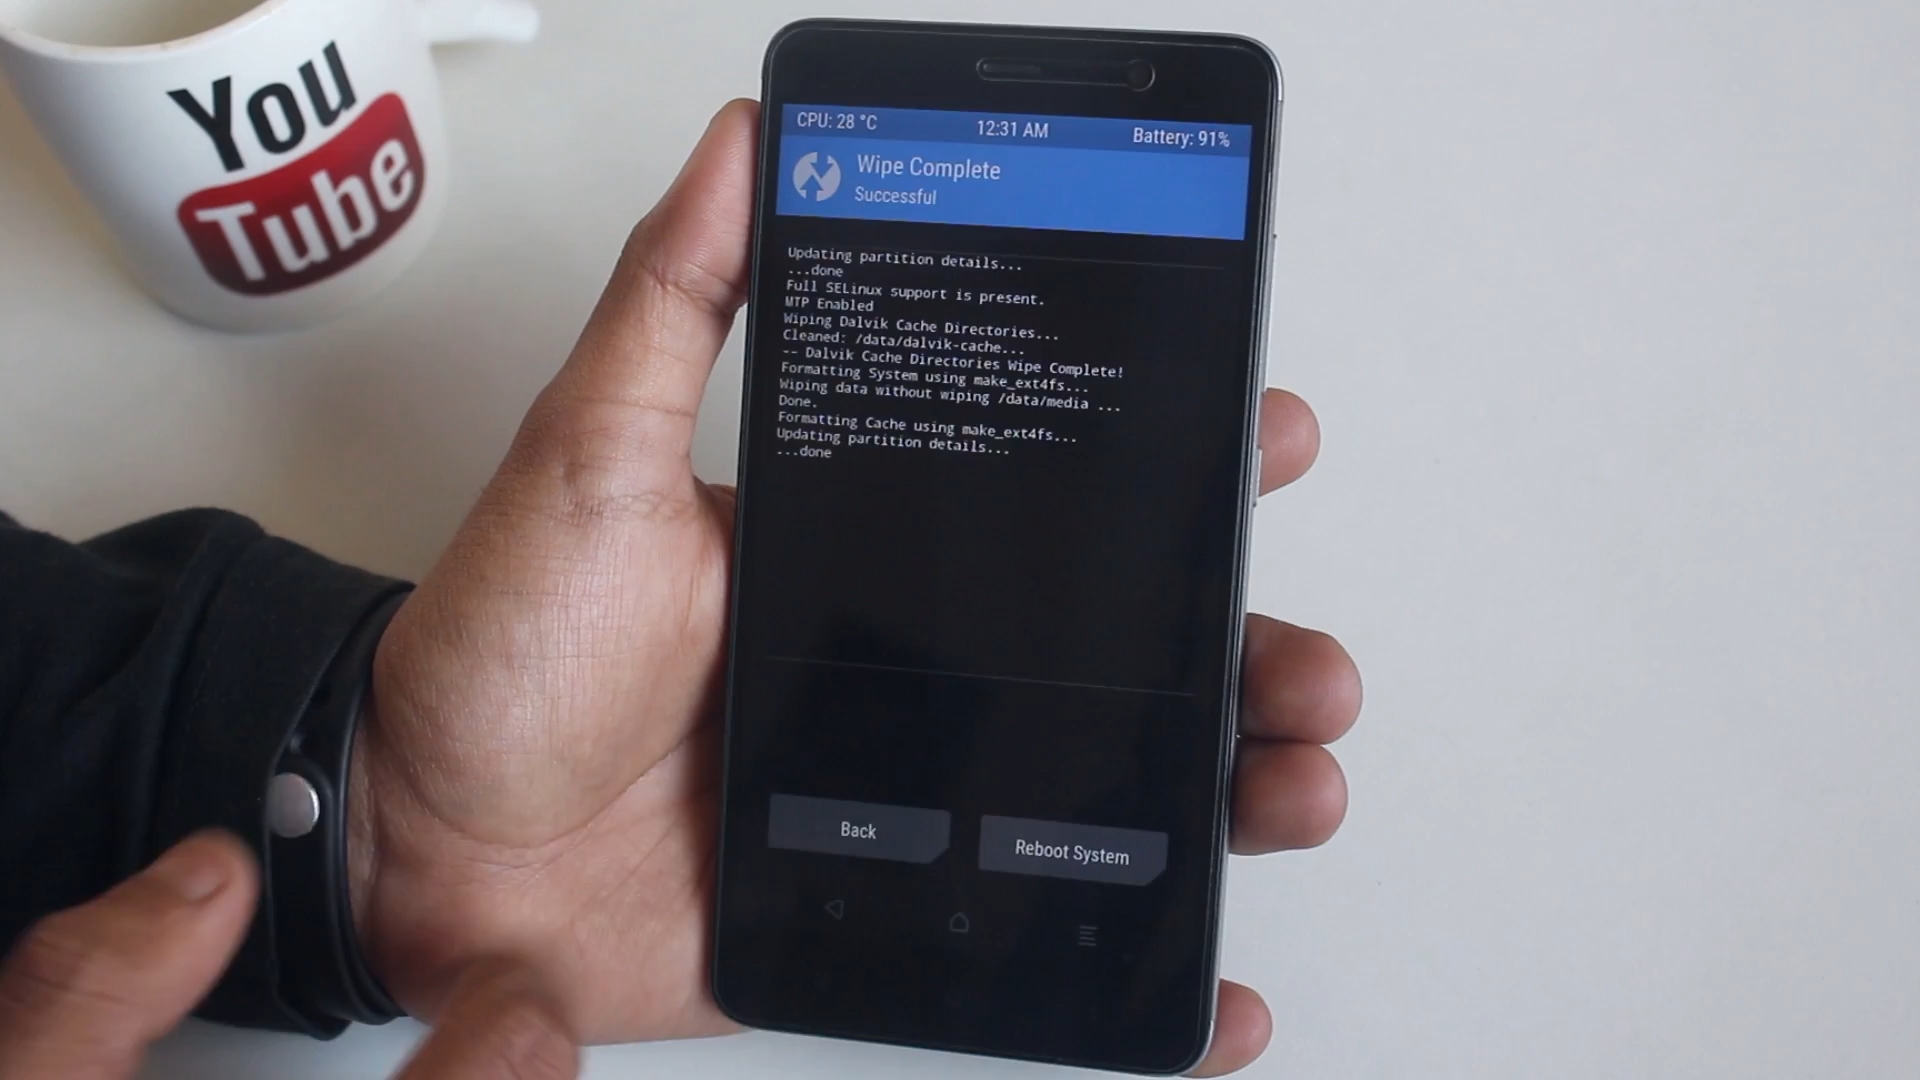 You
Tube
CPU: 28 °C 12:31 AM Battery: 91%
Wipe Complete
Successful
Updating partition details...
...done
Full SELinux support is present.
MTP Enabled
Wiping Dalvik Cache Directories...
Cleaned: /data/dalvik-cache...
-- Dalvik Cache Directories Wipe Complete!
Formatting System using make_ext4fs...
Wiping data without wiping /data/media ...
Done.
Formatting Cache using make_ext4fs...
Updating partition details...
...done
Back Reboot System